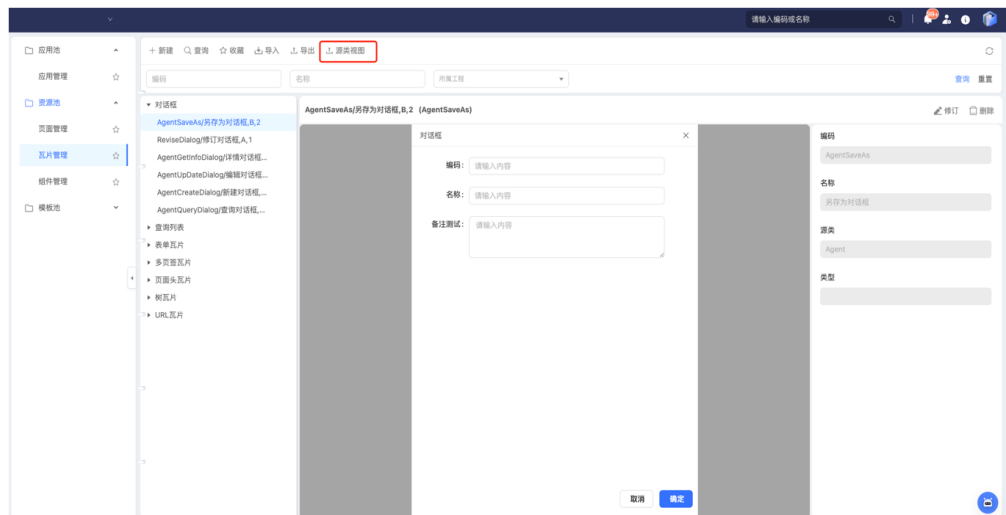 请输入编码或名称
应用池
应用管理
资源池
页面管理
瓦片管理
组件管理
模板池
新建 查询 收藏 导入 导出 源类视图
编码 名称 所属工程 查询 重置
对话框
AgentSaveAs/另存为对话框,B,2
ReviseDialog/修订对话框,A,1
AgentGetInfoDialog/详情对话框...
AgentUpDateDialog/编辑对话框...
AgentCreateDialog/新建对话框,...
AgentQueryDialog/查询对话框,...
查询列表
表单瓦片
多页签瓦片
页面头瓦片
树瓦片
URL瓦片
AgentSaveAs/另存为对话框,B,2 (AgentSaveAs) 修订 删除
对话框
编码: 请输入内容
名称: 请输入内容
备注测试: 请输入内容
取消 确定
编码
AgentSaveAs
名称
另存为对话框
源类
Agent
类型